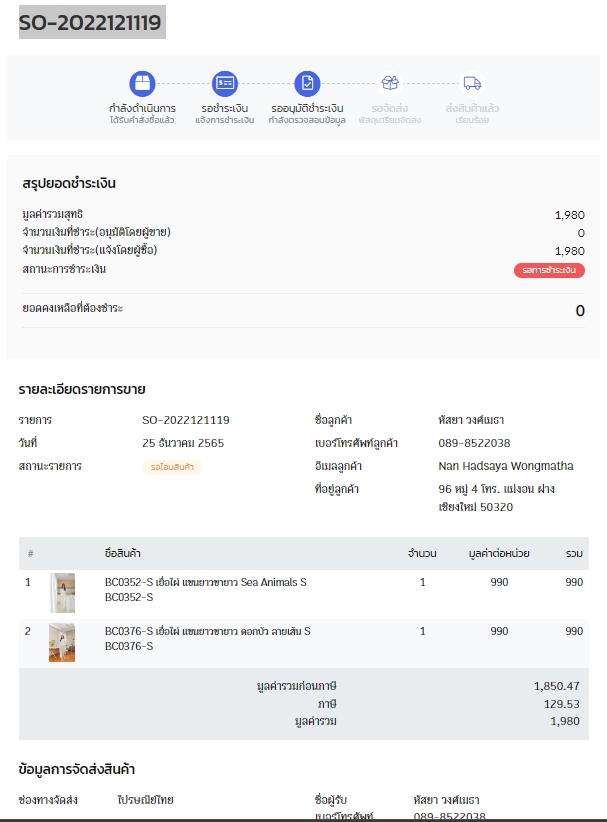 SO-2022121119
กำลังดำเนินการ รอชำระเงิน รออนุมัติชำระเงิน รอจัดส่ง ส่งสินค้าแล้ว
ได้รับคำสั่งซื้อแล้ว แจ้งการชำระเงิน กำลังตรวจสอบข้อมูล พัสดุเตรียมจัดส่ง เรียบร้อย
สรุปยอดชำระเงิน
มูลค่ารวมสุทธิ 1,980
จำนวนเงินที่ชำระ(อนุมัติโดยผู้ขาย) 0
จำนวนเงินที่ชำระ(แจ้งโดยผู้ซื้อ) 1,980
สถานะการชำระเงิน รอการชำระเงิน
ยอดคงเหลือที่ต้องชำระ 0
รายละเอียดรายการขาย
รายการ SO-2022121119 ชื่อลูกค้า หัสยา วงศ์เมธา
วันที่ 25 ธันวาคม 2565 เบอร์โทรศัพท์ลูกค้า 089-8522038
สถานะรายการ รอโอนสินค้า อีเมลลูกค้า Nan Hadsaya Wongmatha
ที่อยู่ลูกค้า 96 หมู่ 4 โทร. แม่งอน ฝาง
เชียงใหม่ 50320
# ชื่อสินค้า จำนวน มูลค่าต่อหน่วย รวม
1 BC0352-S เยื่อไผ่ แขนยาวขายาว Sea Animals S 1 990 990
BC0352-S
2 BC0376-S เยื่อไผ่ แขนยาวขายาว ดอกบัว ลายเส้น S 1 990 990
BC0376-S
มูลค่ารวมก่อนภาษี 1,850.47
ภาษี 129.53
มูลค่ารวม 1,980
ข้อมูลการจัดส่งสินค้า
ช่องทางจัดส่ง ไปรษณีย์ไทย ชื่อผู้รับ หัสยา วงศ์เมธา
เบอร์โทรศัพท์ 089-8522038